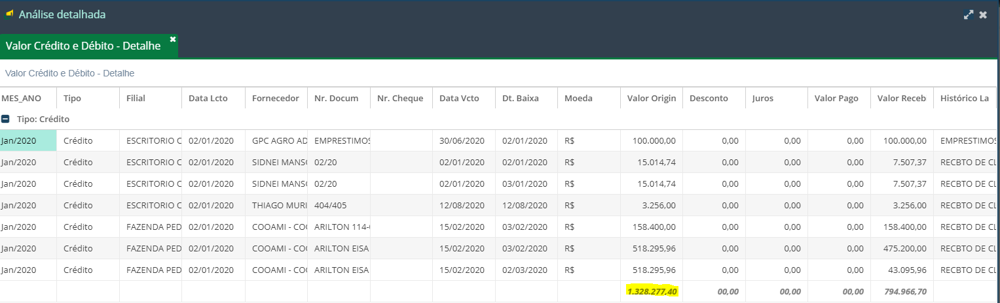 Análise detalhada
Valor Crédito e Débito - Detalhe
Valor Crédito e Débito - Detalhe
MES_ANO Tipo Filial Data Lcto Fornecedor Nr. Docum Nr. Cheque Data Vcto Dt. Baixa Moeda Valor Origin Desconto Juros Valor Pago Valor Receb Histórico La
Tipo: Crédito
Jan/2020 Crédito ESCRITORIO C 02/01/2020 GPC AGRO AD EMPRESTIMOS 30/06/2020 02/01/2020 R$ 100.000,00 0,00 0,00 0,00 100.000,00 EMPRESTIMOS
Jan/2020 Crédito ESCRITORIO C 02/01/2020 SIDNEI MANSO 02/20 02/01/2020 02/01/2020 R$ 15.014,74 0,00 0,00 0,00 7.507,37 RECBTO DE CL
Jan/2020 Crédito ESCRITORIO C 02/01/2020 SIDNEI MANSO 02/20 02/01/2020 03/01/2020 R$ 15.014,74 0,00 0,00 0,00 7.507,37 RECBTO DE CL
Jan/2020 Crédito ESCRITORIO C 02/01/2020 THIAGO MURI 404/405 12/08/2020 12/08/2020 R$ 3.256,00 0,00 0,00 0,00 3.256,00 RECBTO DE CL
Jan/2020 Crédito FAZENDA PED 02/01/2020 COOAMI - COO ARILTON 114-0 15/02/2020 03/02/2020 R$ 158.400,00 0,00 0,00 0,00 158.400,00 RECBTO DE CL
Jan/2020 Crédito FAZENDA PED 02/01/2020 COOAMI - COO ARILTON EISA 15/02/2020 03/02/2020 R$ 518.295,96 0,00 0,00 0,00 475.200,00 RECBTO DE CL
Jan/2020 Crédito FAZENDA PED 02/01/2020 COOAMI - COO ARILTON EISA 15/02/2020 02/03/2020 R$ 518.295,96 0,00 0,00 0,00 43.095,96 RECBTO DE CL
1.328.277,40 00,00 00,00 00,00 794.966,70